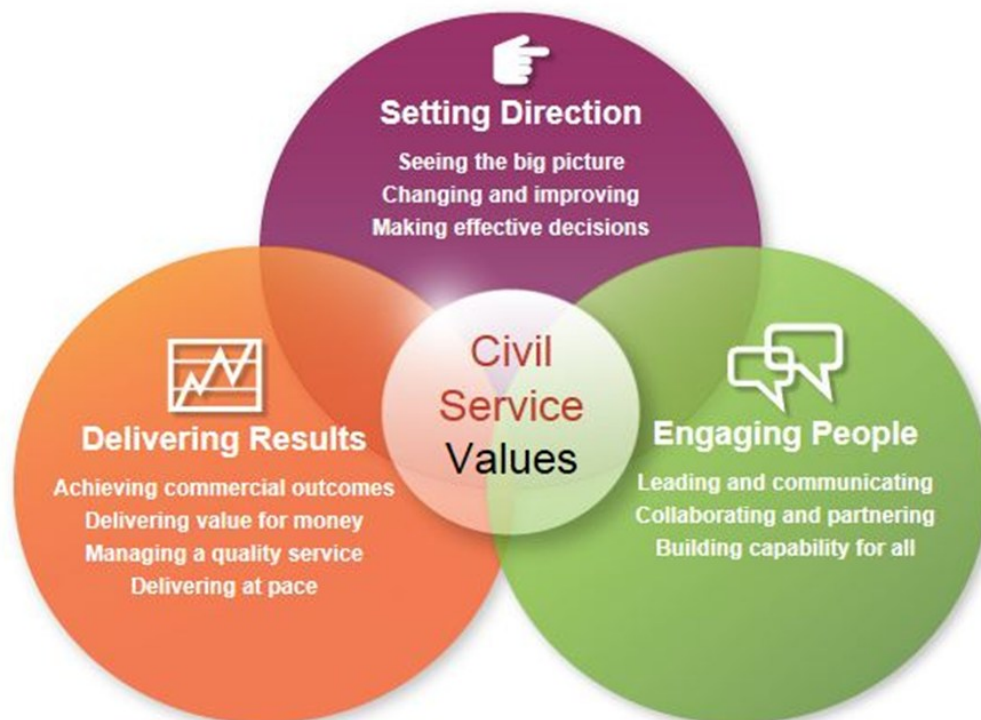 Setting Direction
Seeing the big picture
Changing and improving
Making effective decisions
Civil
Service
Values
Delivering Results
Achieving commercial outcomes
Delivering value for money
Managing a quality service
Delivering at pace
Engaging People
Leading and communicating
Collaborating and partnering
Building capability for all